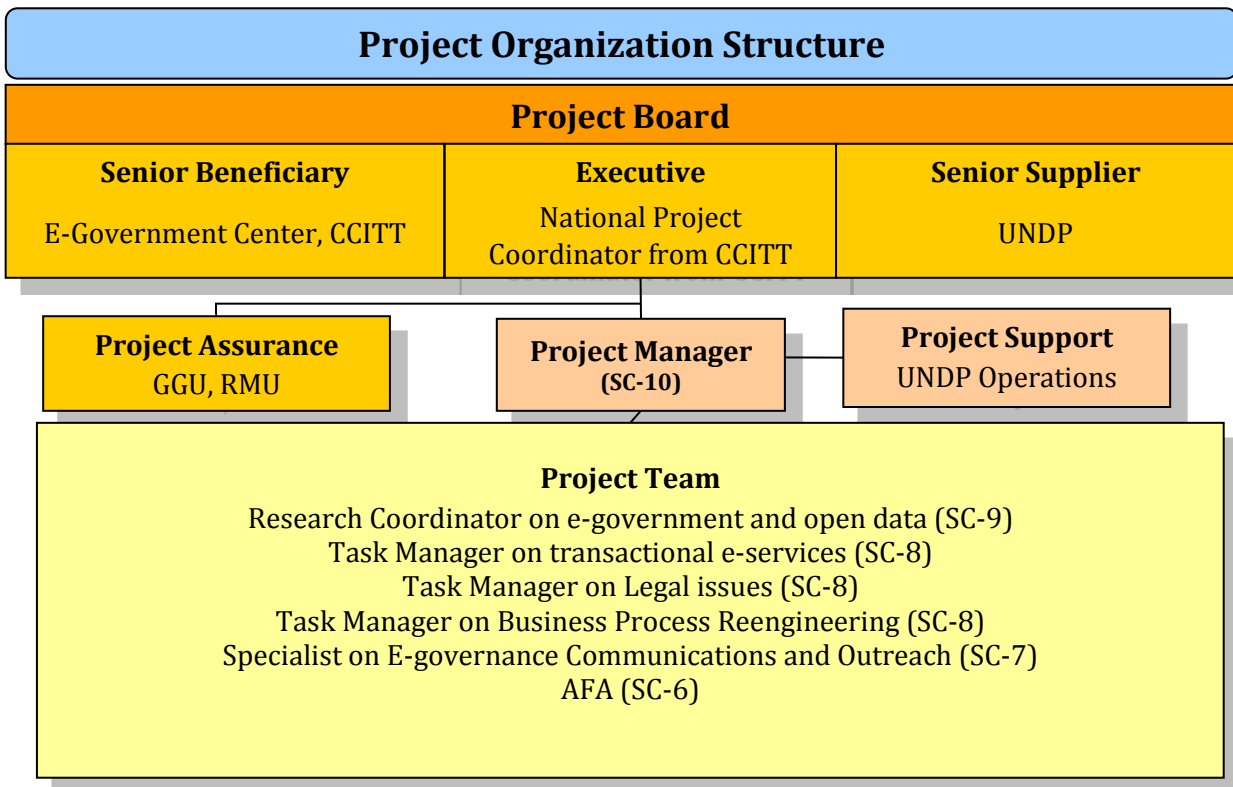 Project Organization Structure
Project Board
Senior Beneficiary
E-Government Center, CCITT
Executive
National Project
Coordinator from CCITT
Senior Supplier
UNDP
Project Assurance
GGU, RMU
Project Manager
(SC-10)
Project Support
UNDP Operations
Project Team
Research Coordinator on e-government and open data (SC-9)
Task Manager on transactional e-services (SC-8)
Task Manager on Legal issues (SC-8)
Task Manager on Business Process Reengineering (SC-8)
Specialist on E-governance Communications and Outreach (SC-7)
AFA (SC-6)